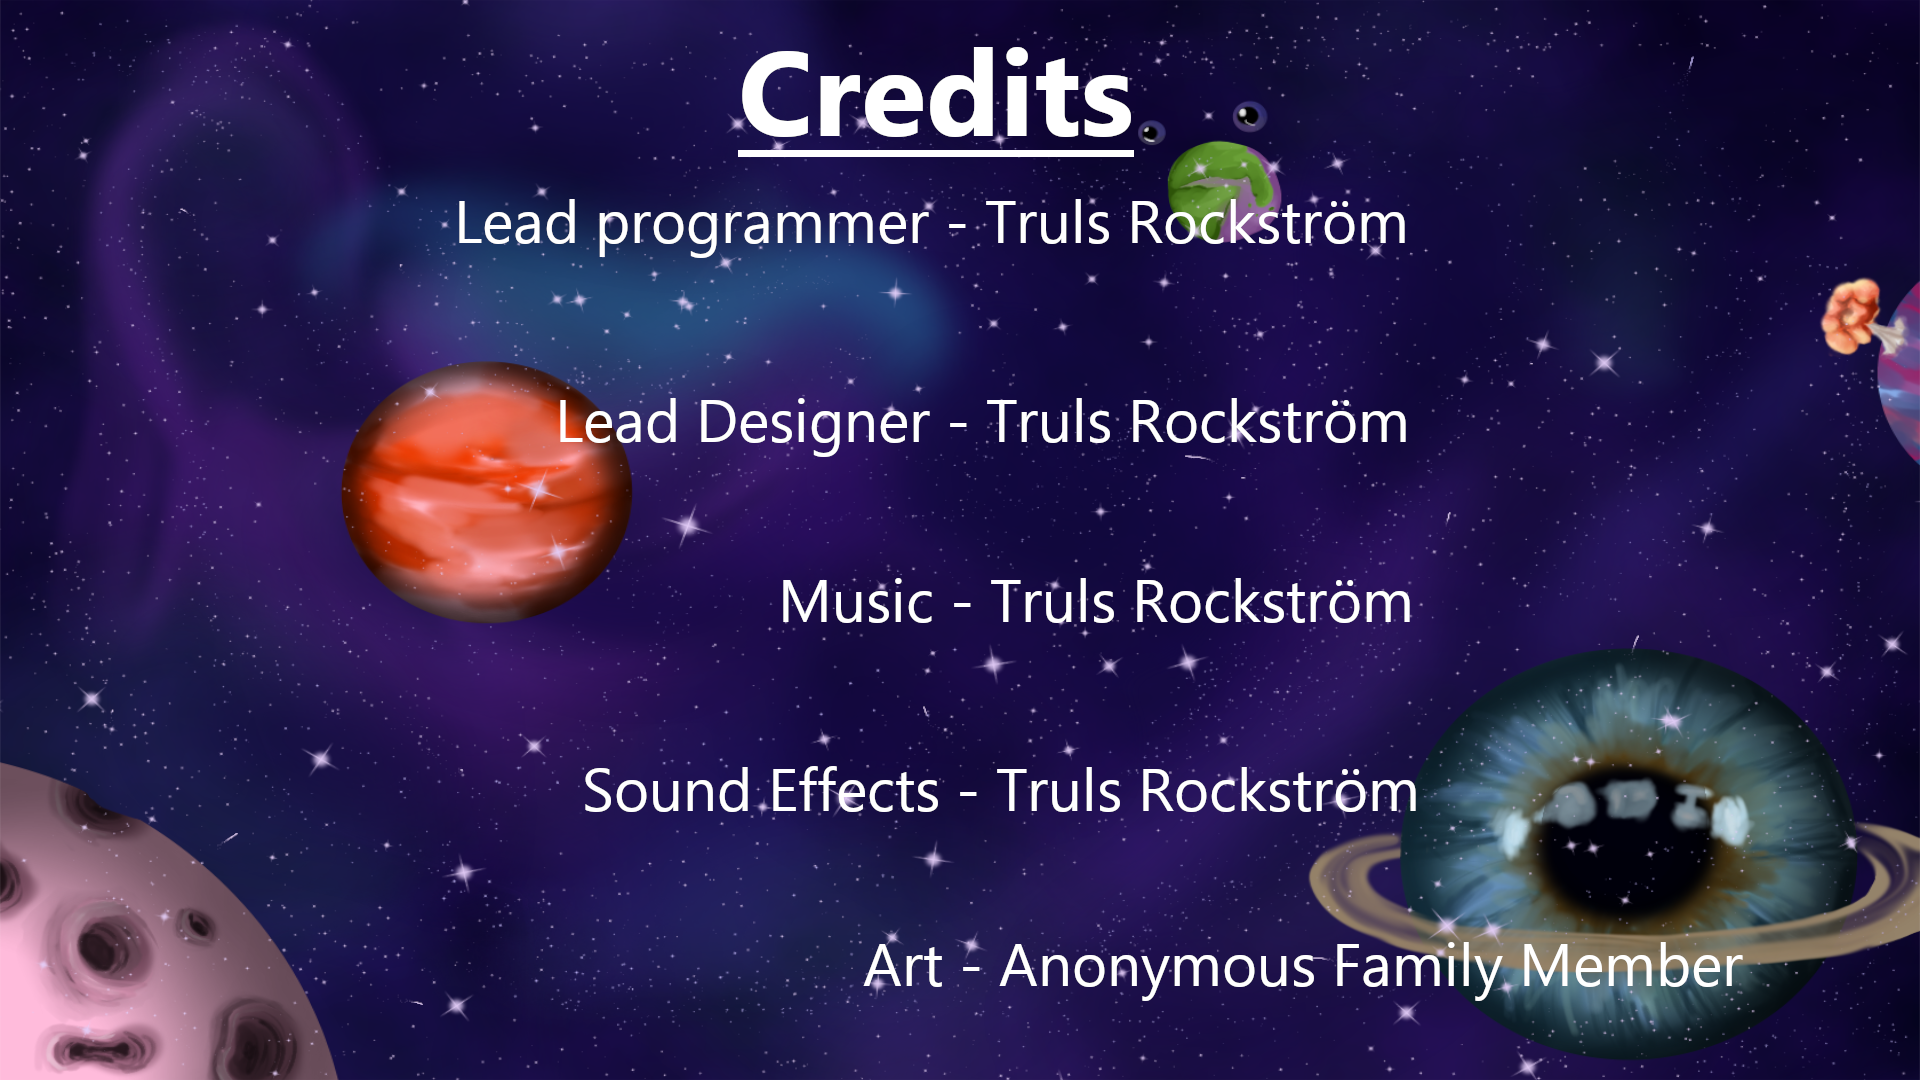 Credits
Lead programmer - Truls Rockström
Lead Designer - Truls Rockström
Music - Truls Rockström
Sound Effects - Truls Rockström
Art - Anonymous Family Member